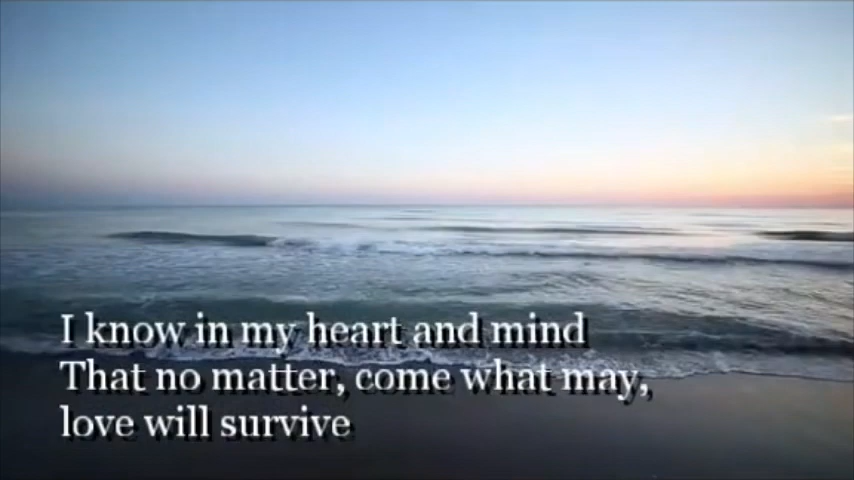 I know in my heart and mind
That no matter, come what may,
love will survive